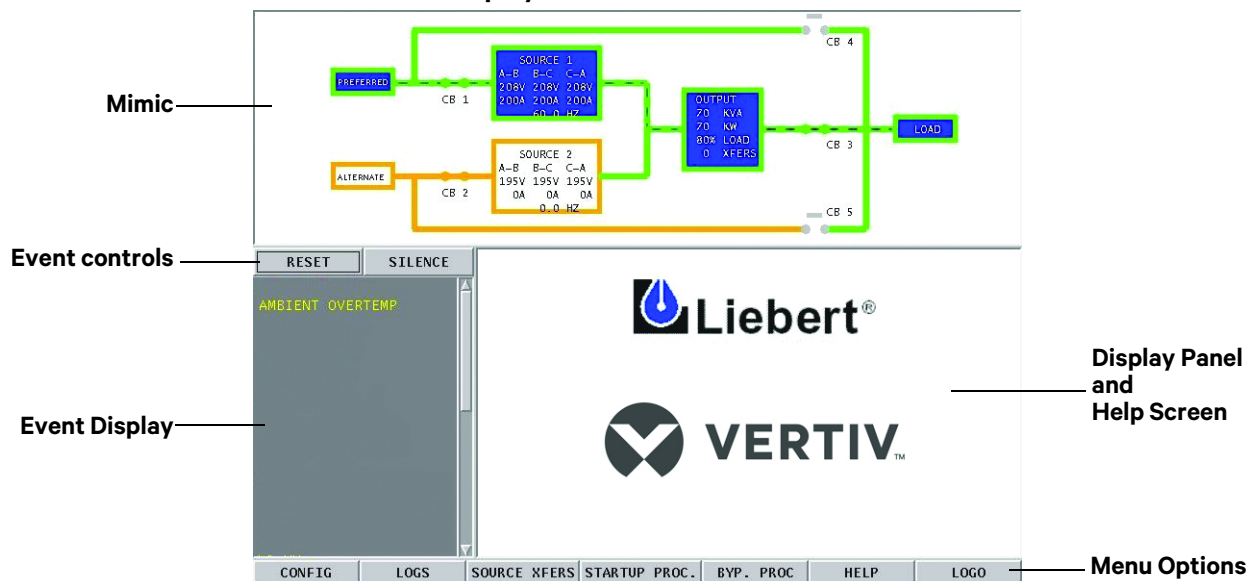 CB 4
SOURCE 1
A-B B-C C-A
208V 208V 208V
200A 200A 200A
60.0 HZ
PREFERRED
CB 1
Mimic
OUTPUT
70 KVA
70 KW
80% LOAD
0 XFERS
LOAD
CB 3
SOURCE 2
A-B B-C C-A
195V 195V 195V
0A 0A 0A
0.0 HZ
ALTERNATE
CB 2
CB 5
Event controls
RESET SILENCE
AMBIENT OVERTEMP
Liebert®
Display Panel
and
Help Screen
Event Display
VERTIV™
CONFIG LOGS SOURCE XFERS STARTUP PROC. BYP. PROC HELP LOGO
Menu Options